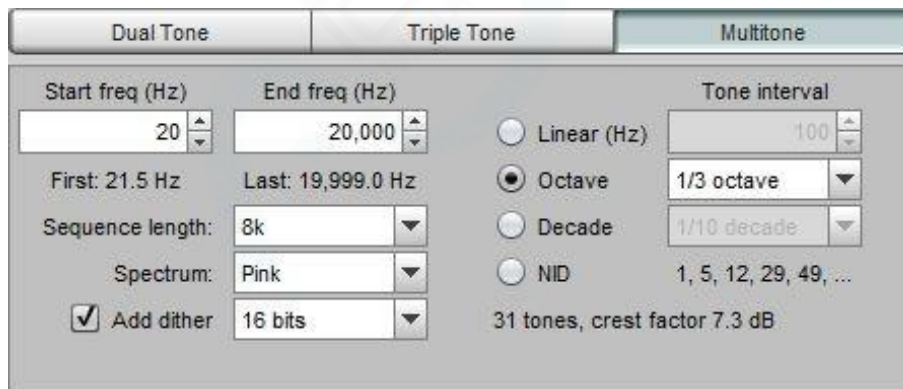 Dual Tone Triple Tone Multitone
Start freq (Hz) End freq (Hz) Tone interval
20 20,000 Linear (Hz) 100
First: 21.5 Hz Last: 19,999.0 Hz Octave 1/3 octave
Sequence length: 8k Decade 1/10 decade
Spectrum: Pink NID 1, 5, 12, 29, 49, ...
Add dither 16 bits 31 tones, crest factor 7.3 dB